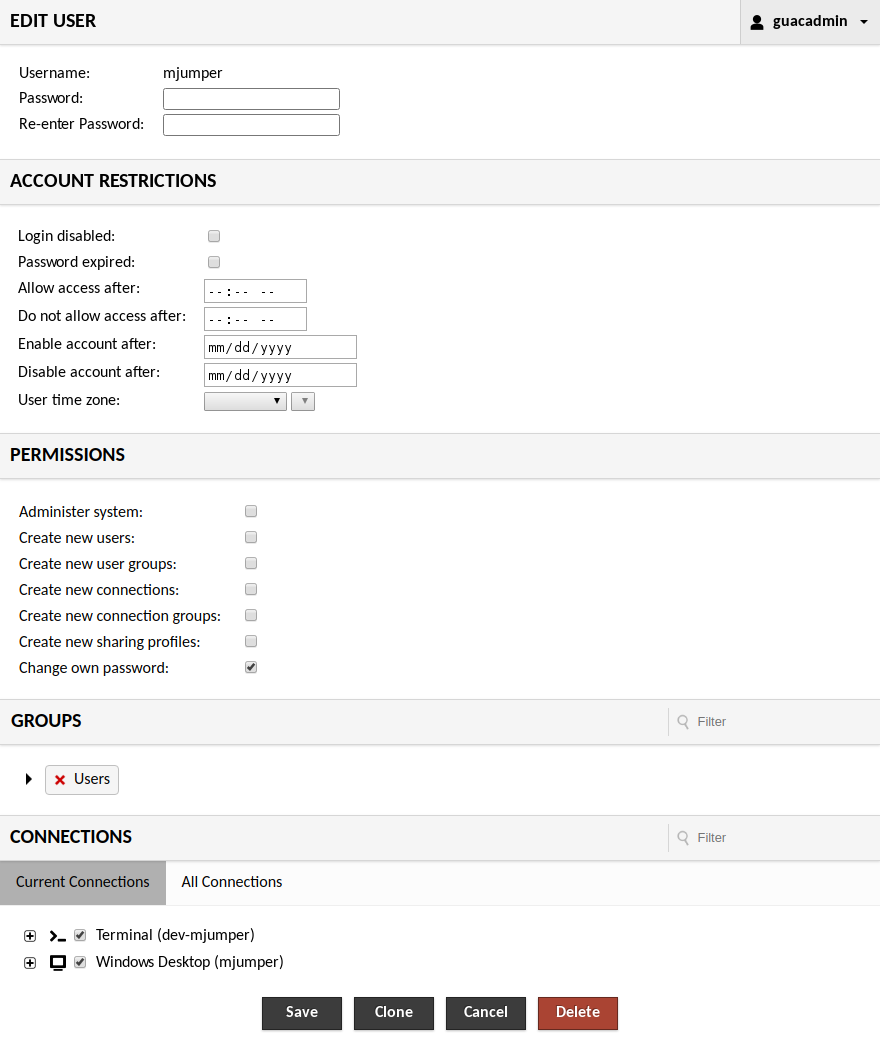 EDIT USER
guacadmin
Username: mjumper
Password:
Re-enter Password:
ACCOUNT RESTRICTIONS
Login disabled:
Password expired:
Allow access after: --:-- --
Do not allow access after: --:-- --
Enable account after: mm/dd/yyyy
Disable account after: mm/dd/yyyy
User time zone:
PERMISSIONS
Administer system:
Create new users:
Create new user groups:
Create new connections:
Create new connection groups:
Create new sharing profiles:
Change own password:
GROUPS Filter
Users
CONNECTIONS Filter
Current Connections All Connections
Terminal (dev-mjumper)
Windows Desktop (mjumper)
Save Clone Cancel Delete